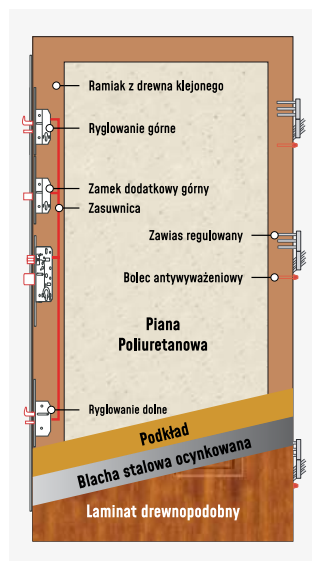 Ramiak z drewna klejonego
Ryglowanie górne
Zamek dodatkowy górny
Zasuwnica
Zawias regulowany
Bolec antywyważeniowy
Piana
Poliuretanowa
Ryglowanie dolne
Podkład
Blacha stalowa ocynkowana
Laminat drewnopodobny